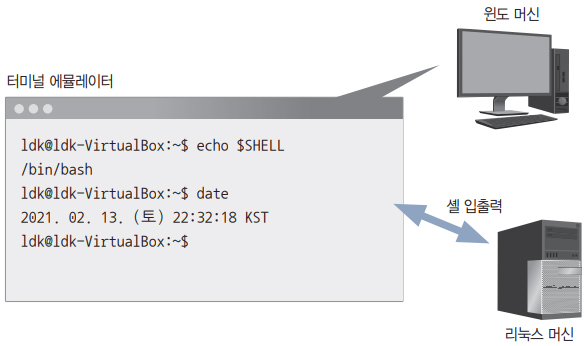 윈도 머신
터미널 에뮬레이터
ldk@ldk-VirtualBox:~$ echo $SHELL
/bin/bash
ldk@ldk-VirtualBox:~$ date
2021. 02. 13. (토) 22:32:18 KST
ldk@ldk-VirtualBox:~$
셸 입출력
리눅스 머신